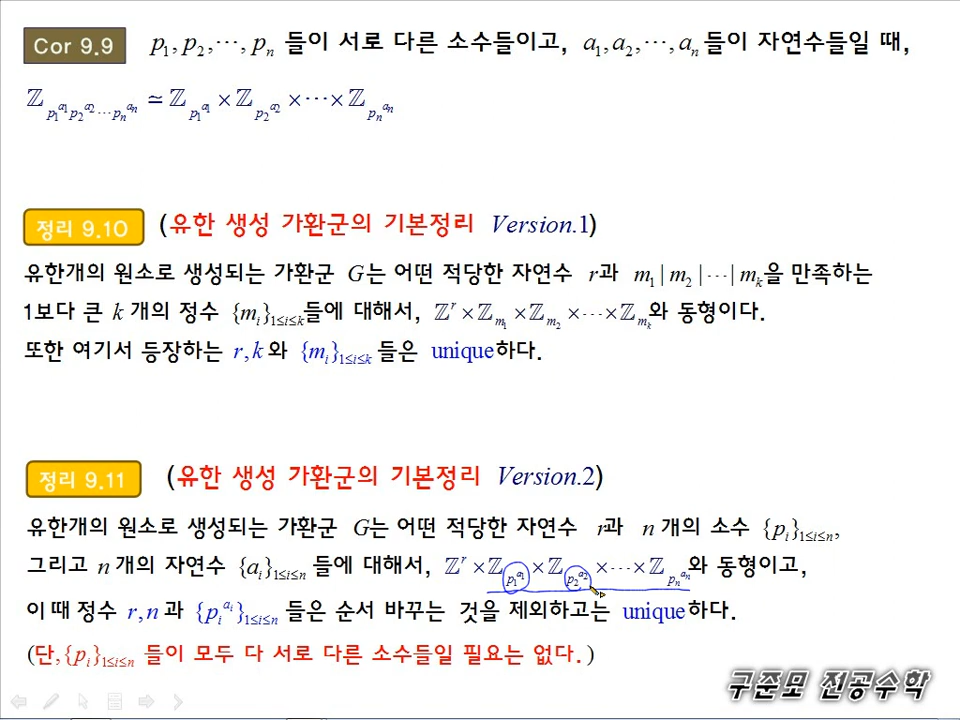 Cor 9.9 p₁, p₂, ⋯, pₙ 들이 서로 다른 소수들이고, a₁, a₂, ⋯, aₙ 들이 자연수들일 때,
ℤ_{p₁^{a₁}p₂^{a₂}⋯pₙ^{aₙ}} ≃ ℤ_{p₁^{a₁}} × ℤ_{p₂^{a₂}} × ⋯ × ℤ_{pₙ^{aₙ}}
정리 9.10 (유한 생성 가환군의 기본정리 Version.1)
유한개의 원소로 생성되는 가환군 G는 어떤 적당한 자연수 r과 m₁ | m₂ | ⋯ | mₖ을 만족하는
1보다 큰 k 개의 정수 {mᵢ}_{1≤i≤k}들에 대해서, ℤ^r × ℤ_{m₁} × ℤ_{m₂} × ⋯ × ℤ_{mₖ}와 동형이다.
또한 여기서 등장하는 r, k 와 {mᵢ}_{1≤i≤k} 들은 unique하다.
정리 9.11 (유한 생성 가환군의 기본정리 Version.2)
유한개의 원소로 생성되는 가환군 G는 어떤 적당한 자연수 r과 n 개의 소수 {pᵢ}_{1≤i≤n},
그리고 n 개의 자연수 {aᵢ}_{1≤i≤n} 들에 대해서, ℤ^r × ℤ_{p₁^{a₁}} × ℤ_{p₂^{a₂}} × ⋯ × ℤ_{pₙ^{aₙ}}와 동형이고,
이 때 정수 r, n 과 {pᵢ^{aᵢ}}_{1≤i≤n} 들은 순서 바꾸는 것을 제외하고는 unique하다.
(단, {pᵢ}_{1≤i≤n} 들이 모두 다 서로 다른 소수들일 필요는 없다. )
구준모 전공수학